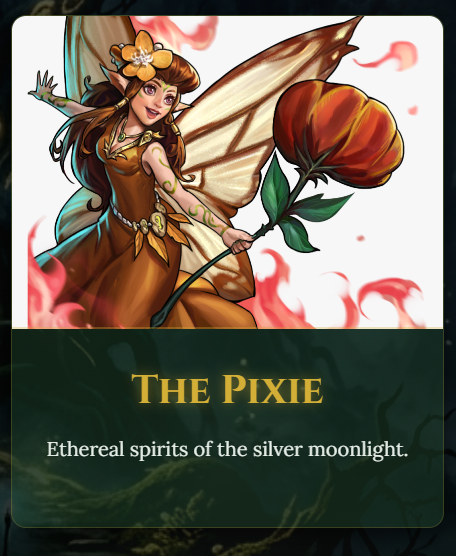 The Pixie
Ethereal spirits of the silver moonlight.